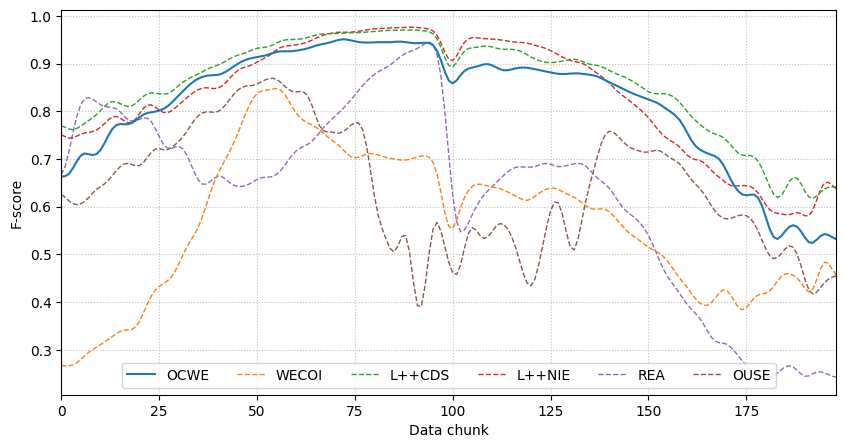 1.0
0.9
0.8
0.7
0.6
0.5
0.4
0.3
F-score
OCWE WECOI L++CDS L++NIE REA OUSE
0 25 50 75 100 125 150 175
Data chunk